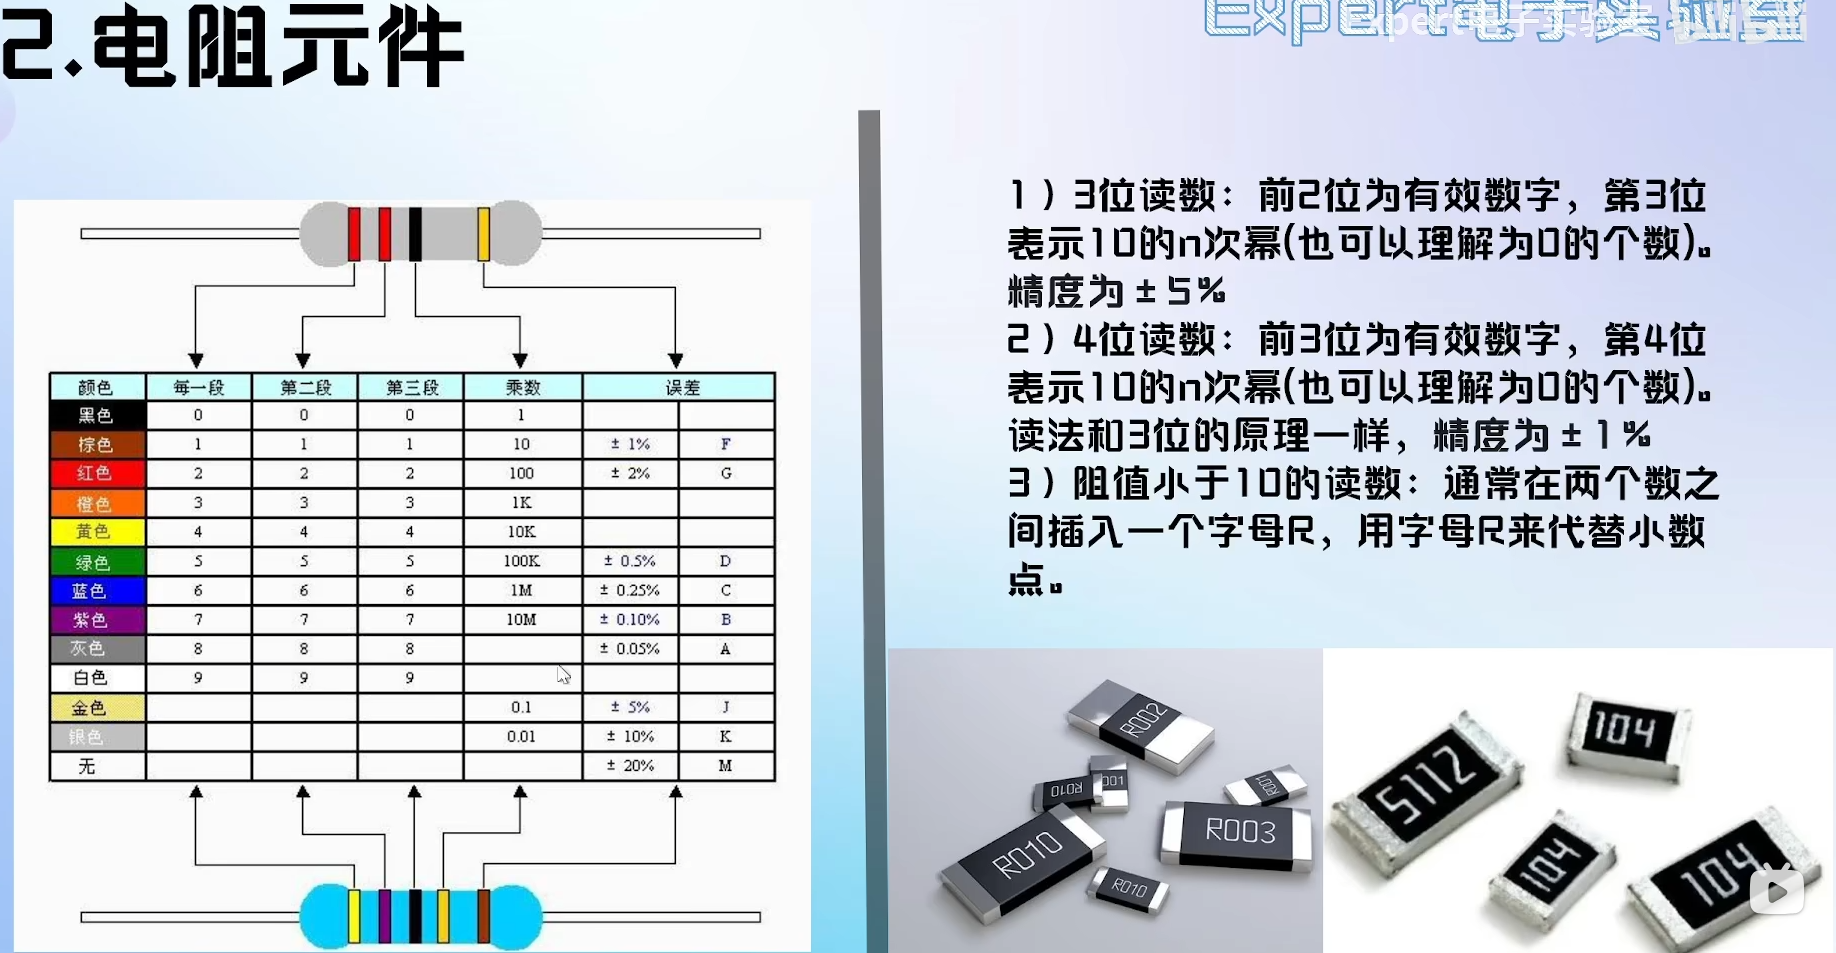 2.电阻元件
Expert电子实验室
1）3位读数：前2位为有效数字，第3位
表示10的n次幂(也可以理解为0的个数)。
精度为±5%
2）4位读数：前3位为有效数字，第4位
表示10的n次幂(也可以理解为0的个数)。
读法和3位的原理一样，精度为±1%
3）阻值小于10的读数：通常在两个数之
间插入一个字母R，用字母R来代替小数
点。
颜色 每一段 第二段 第三段 乘数 误差
黑色 0 0 0 1
棕色 1 1 1 10 ± 1% F
红色 2 2 2 100 ± 2% G
橙色 3 3 3 1K
黄色 4 4 4 10K
绿色 5 5 5 100K ± 0.5% D
蓝色 6 6 6 1M ± 0.25% C
紫色 7 7 7 10M ± 0.10% B
灰色 8 8 8 ± 0.05% A
白色 9 9 9
金色 0.1 ± 5% J
银色 0.01 ± 10% K
无 ± 20% M
R002
R010
R001
R001
R010
R003
R010
5112
104
104
104